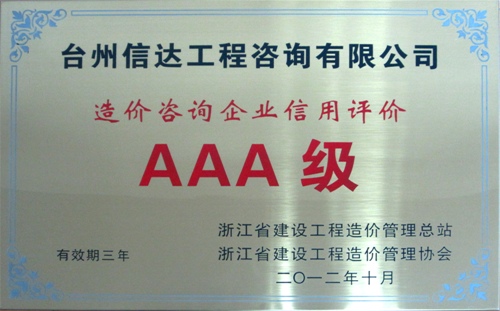 台州信达工程咨询有限公司
造价咨询企业信用评价
AAA 级
浙江省建设工程造价管理总站
有效期三年 浙江省建设工程造价管理协会
二〇一二年十月